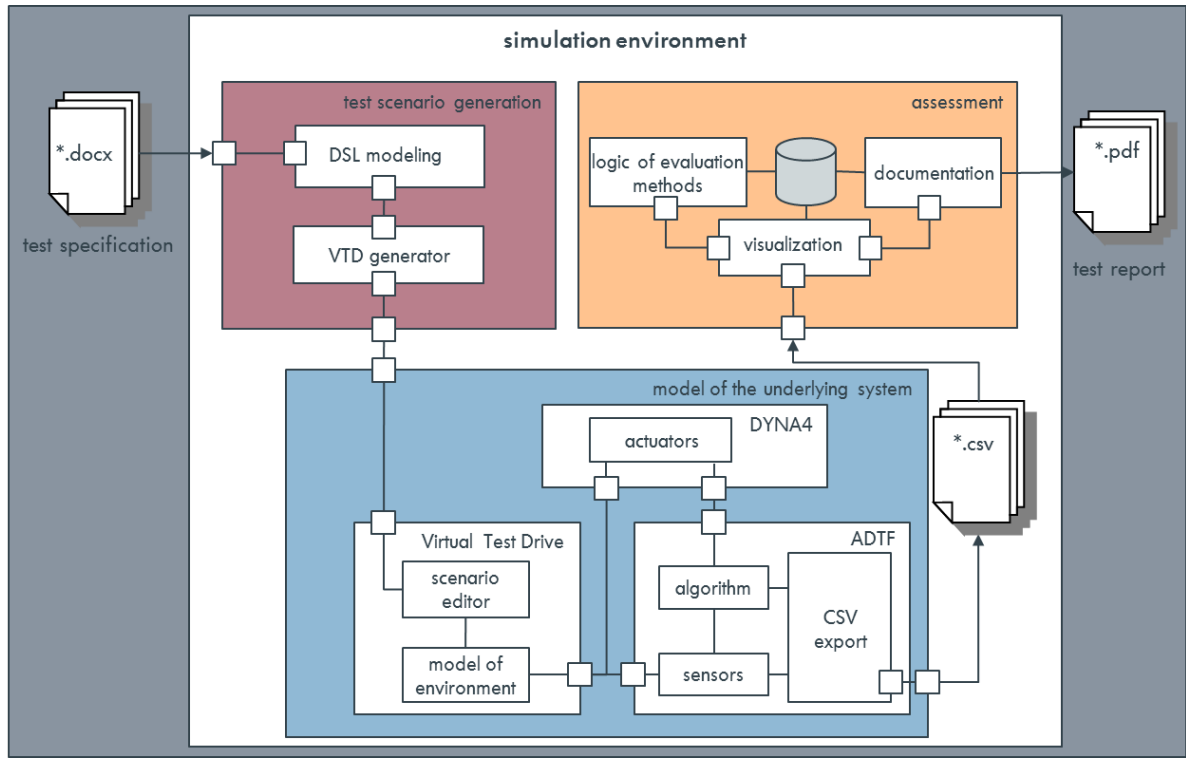 simulation environment
test scenario generation
assessment
*.docx
DSL modeling
logic of evaluation
methods
documentation
*.pdf
test specification
VTD generator
visualization
test report
model of the underlying system
DYNA4
actuators
*.csv
Virtual Test Drive
ADTF
scenario
editor
algorithm
CSV
export
model of
environment
sensors